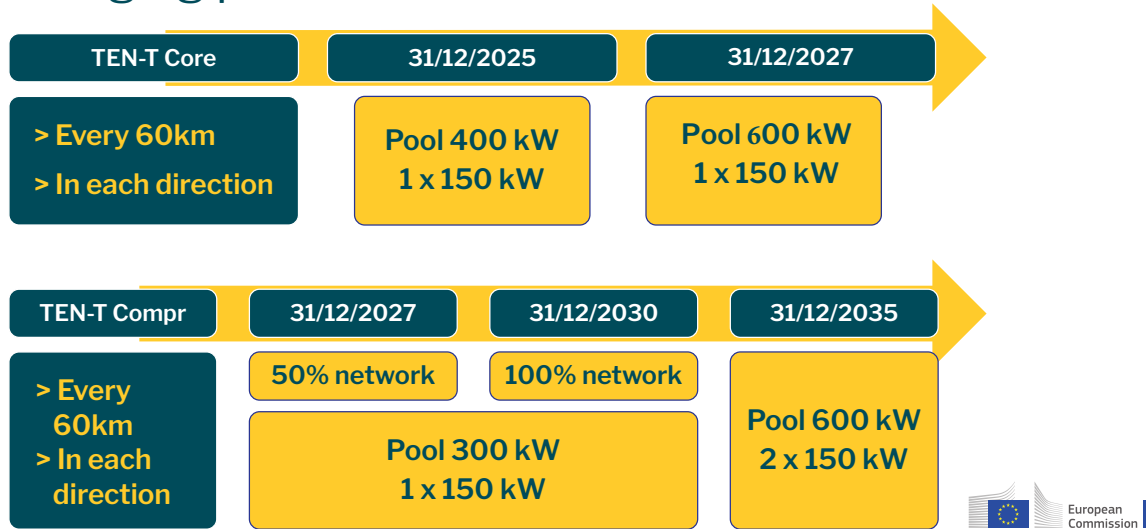 TEN-T Core
31/12/2025
31/12/2027
> Every 60km
> In each direction
Pool 400 kW
1 x 150 kW
Pool 600 kW
1 x 150 kW
TEN-T Compr
31/12/2027
31/12/2030
31/12/2035
> Every
60km
> In each
direction
50% network
100% network
Pool 300 kW
1 x 150 kW
Pool 600 kW
2 x 150 kW
European
Commission